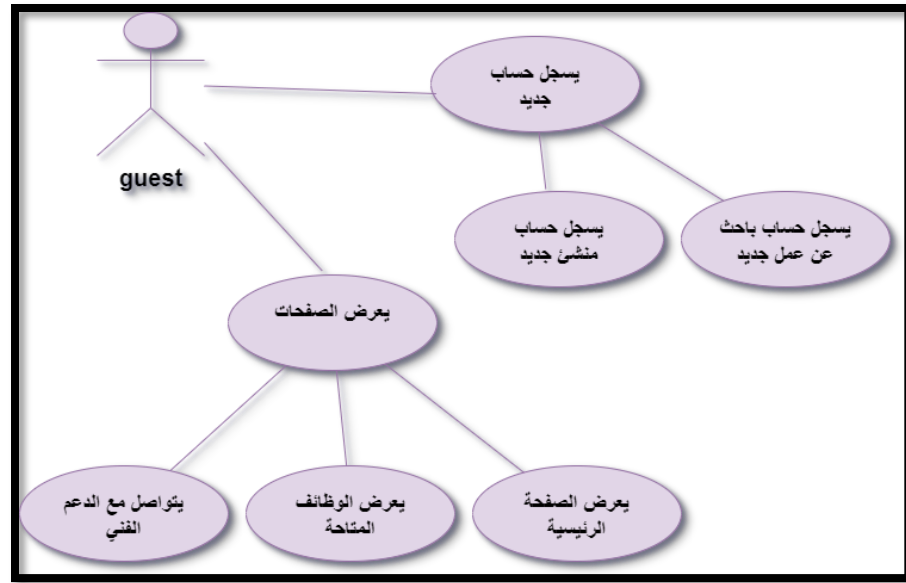 يسجل حساب
جديد
guest
يسجل حساب
منشئ جديد
يسجل حساب باحث
عن عمل جديد
يعرض الصفحات
يتواصل مع الدعم
الفني
يعرض الوظائف
المتاحة
يعرض الصفحة
الرئيسية